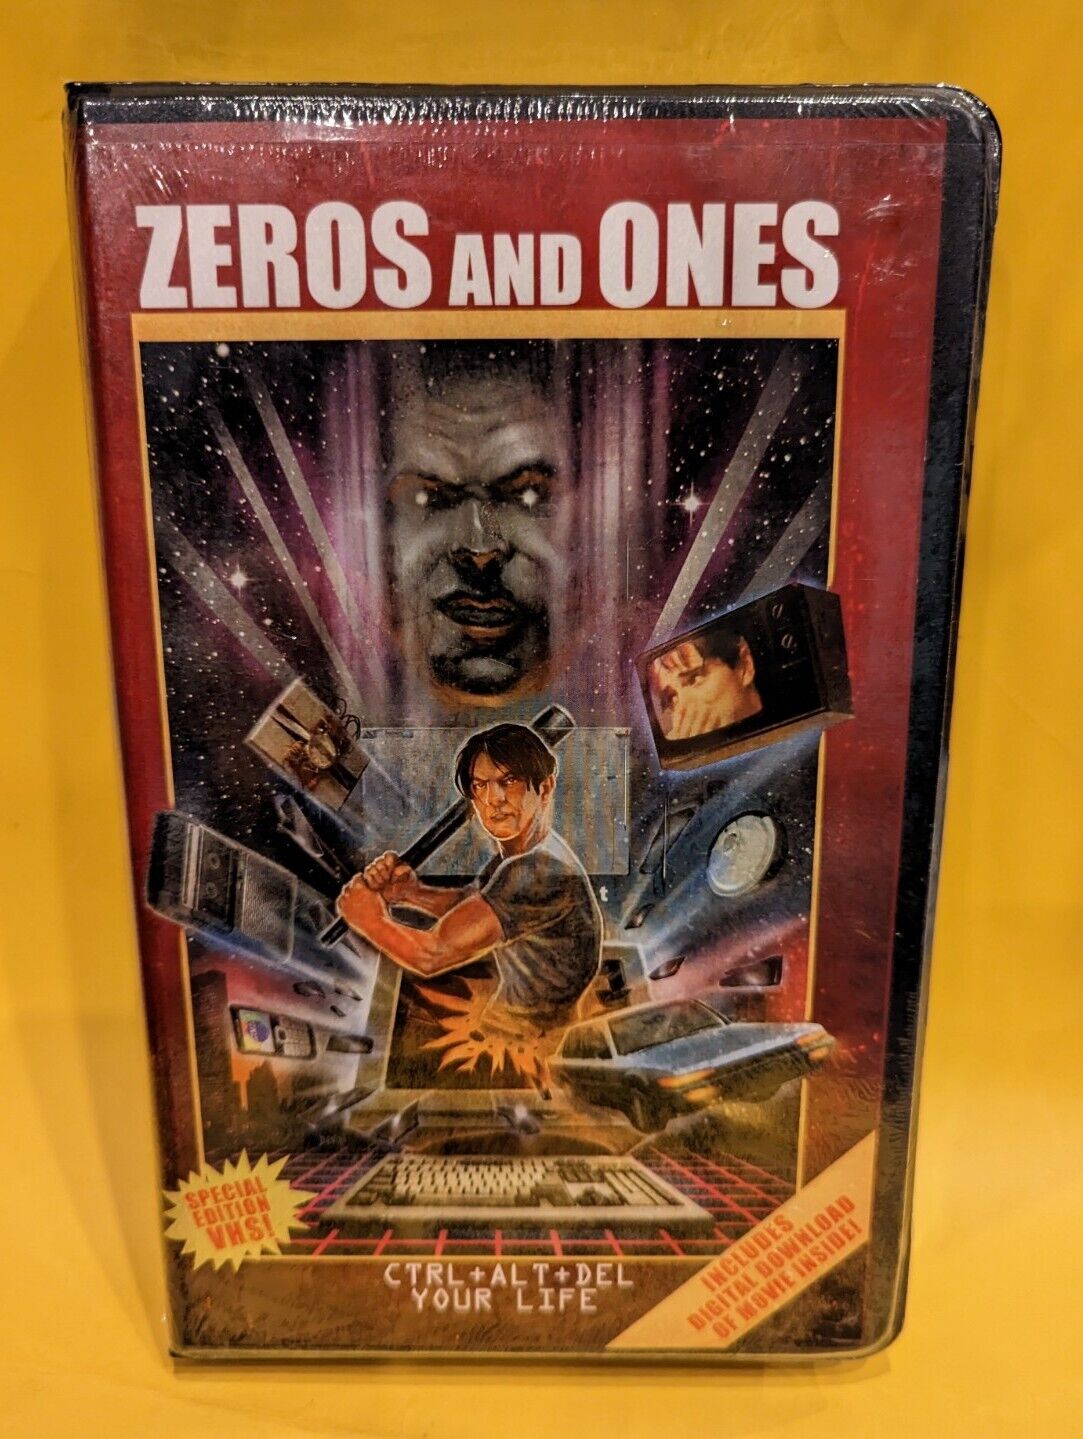 ZEROS AND ONES
SPECIAL
EDITION
VHS!
CTRL+ALT+DEL
YOUR LIFE
INCLUDES
DIGITAL DOWNLOAD
OF MOVIE INSIDE!